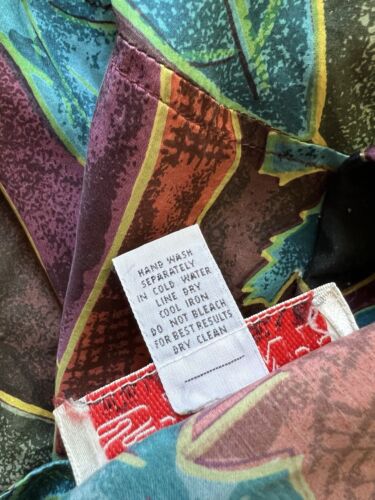 HAND WASH
SEPARATELY
IN COLD WATER
LINE DRY
COOL IRON
DO NOT BLEACH
FOR BEST RESULTS
DRY CLEAN